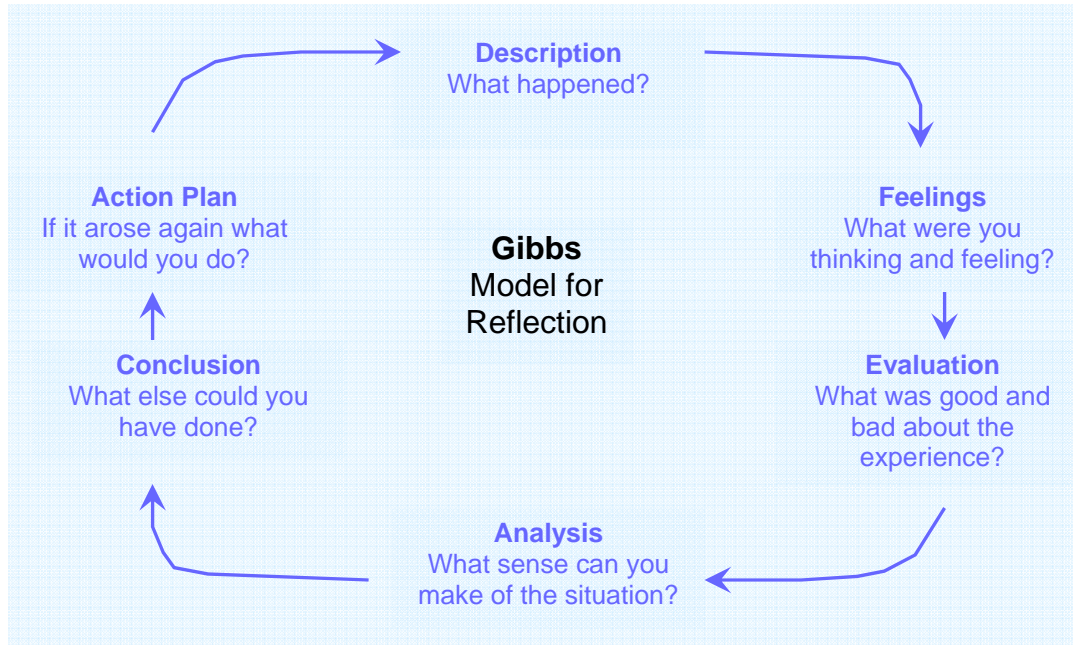 Description
What happened?
Feelings
What were you
thinking and feeling?
Evaluation
What was good and
bad about the
experience?
Analysis
What sense can you
make of the situation?
Conclusion
What else could you
have done?
Action Plan
If it arose again what
would you do?
Gibbs
Model for
Reflection